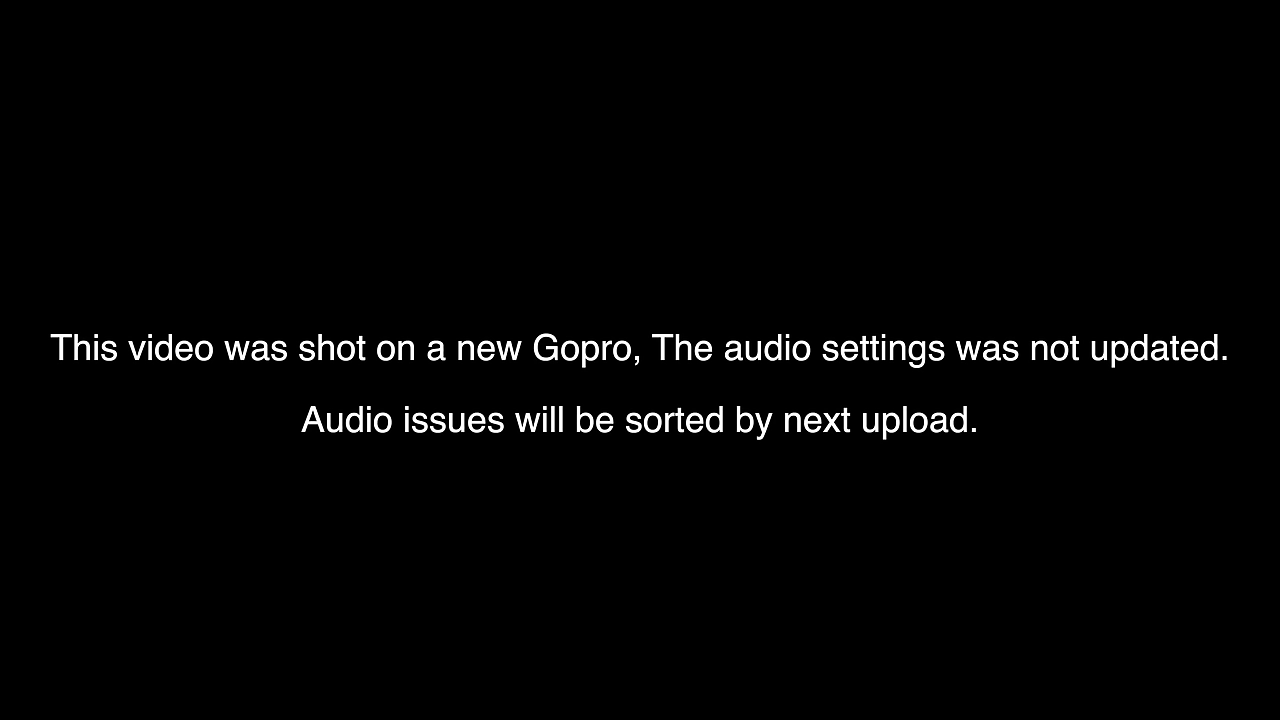 This video was shot on a new Gopro, The audio settings was not updated.
Audio issues will be sorted by next upload.